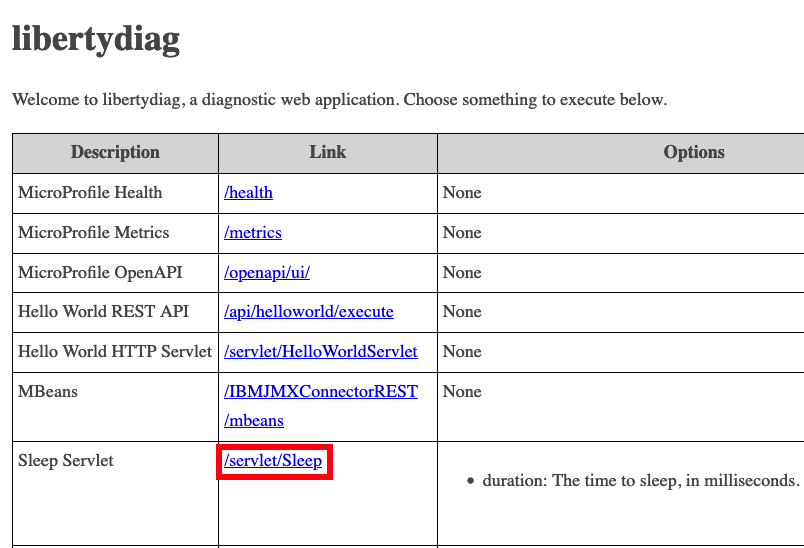 libertydiag
Welcome to libertydiag, a diagnostic web application. Choose something to execute below.
Description Link Options
MicroProfile Health /health None
MicroProfile Metrics /metrics None
MicroProfile OpenAPI /openapi/ui/ None
Hello World REST API /api/helloworld/execute None
Hello World HTTP Servlet /servlet/HelloWorldServlet None
MBeans /IBMJMXConnectorREST None
/mbeans
Sleep Servlet /servlet/Sleep
• duration: The time to sleep, in milliseconds.